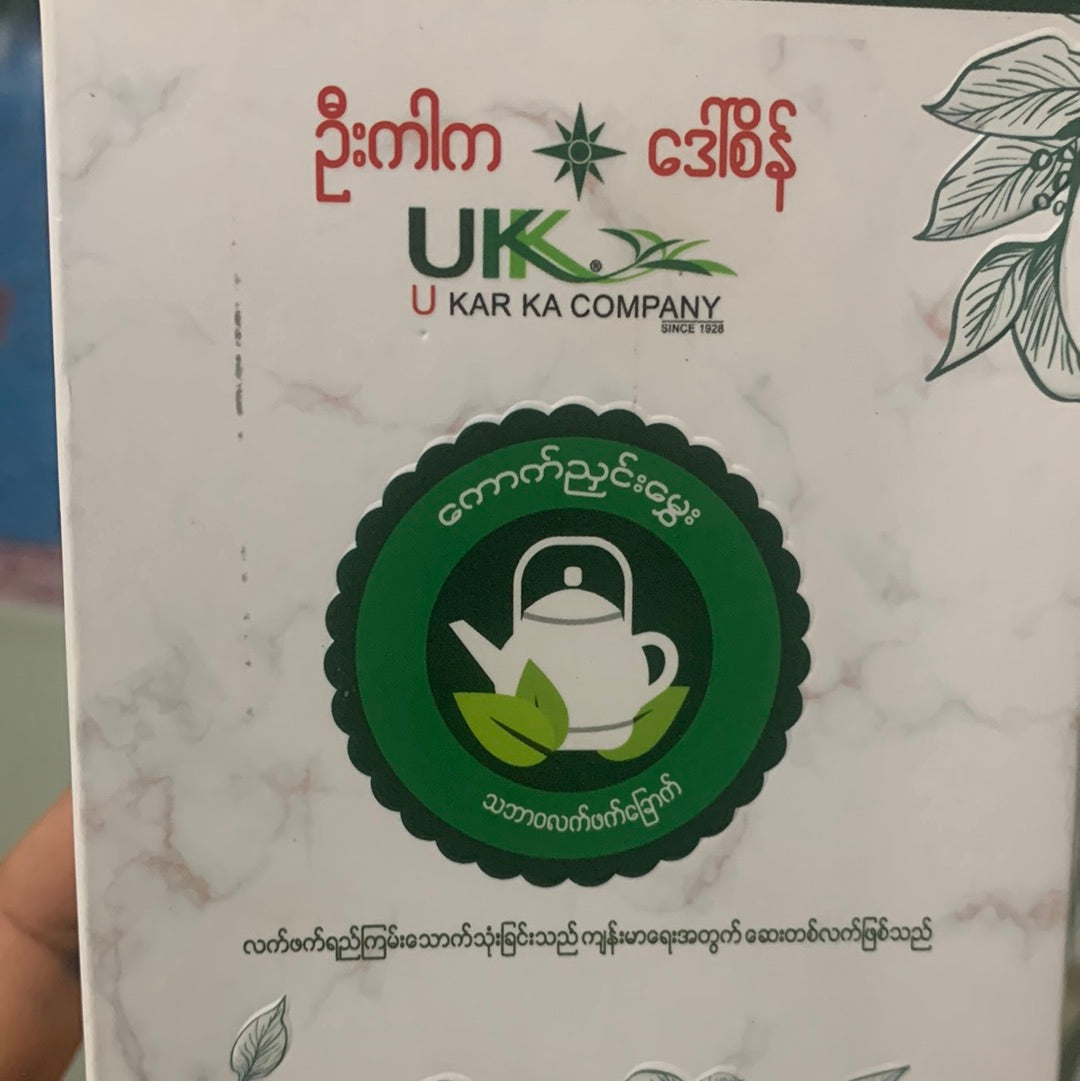 ဦးကါက ဒေါ်စိန်
UKK ®
U KAR KA COMPANY
SINCE 1928
ကောက်ညှင်းမွှေး
သဘာဝလက်ဖက်ခြောက်
လက်ဖက်ရည်ကြမ်းသောက်သုံးခြင်းသည် ကျန်းမာရေးအတွက် ဆေးတစ်လက်ဖြစ်သည်